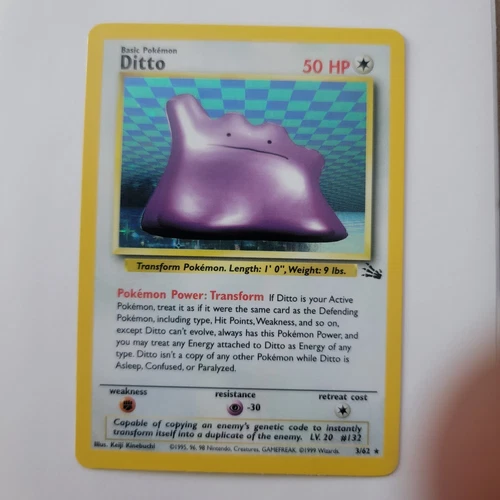 Basic Pokémon
Ditto
50 HP
Transform Pokémon. Length: 1' 0", Weight: 9 lbs.
Pokémon Power: Transform If Ditto is your Active
Pokémon, treat it as if it were the same card as the Defending
Pokémon, including type, Hit Points, Weakness, and so on,
except Ditto can't evolve, always has this Pokémon Power, and
you may treat any Energy attached to Ditto as Energy of any
type. Ditto isn't a copy of any other Pokémon while Ditto is
Asleep, Confused, or Paralyzed.
weakness resistance retreat cost
-30
Capable of copying an enemy's genetic code to instantly
transform itself into a duplicate of the enemy. LV. 20 #132
Illus. Keiji Kinebuchi ©1995, 96, 98 Nintendo, Creatures, GAMEFREAK. ©1999 Wizards. 3/62 ★